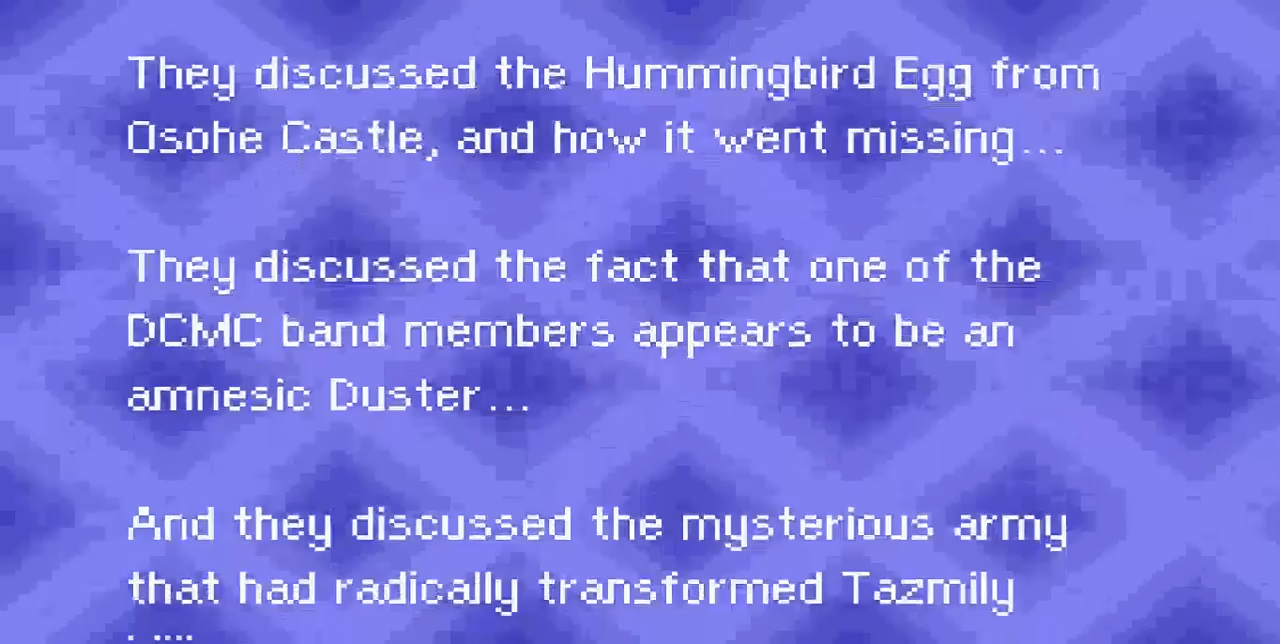 They discussed the Hummingbird Egg from
Osohe Castle, and how it went missing...
They discussed the fact that one of the
DCMC band members appears to be an
amnesic Duster...
And they discussed the mysterious army
that had radically transformed Tazmily